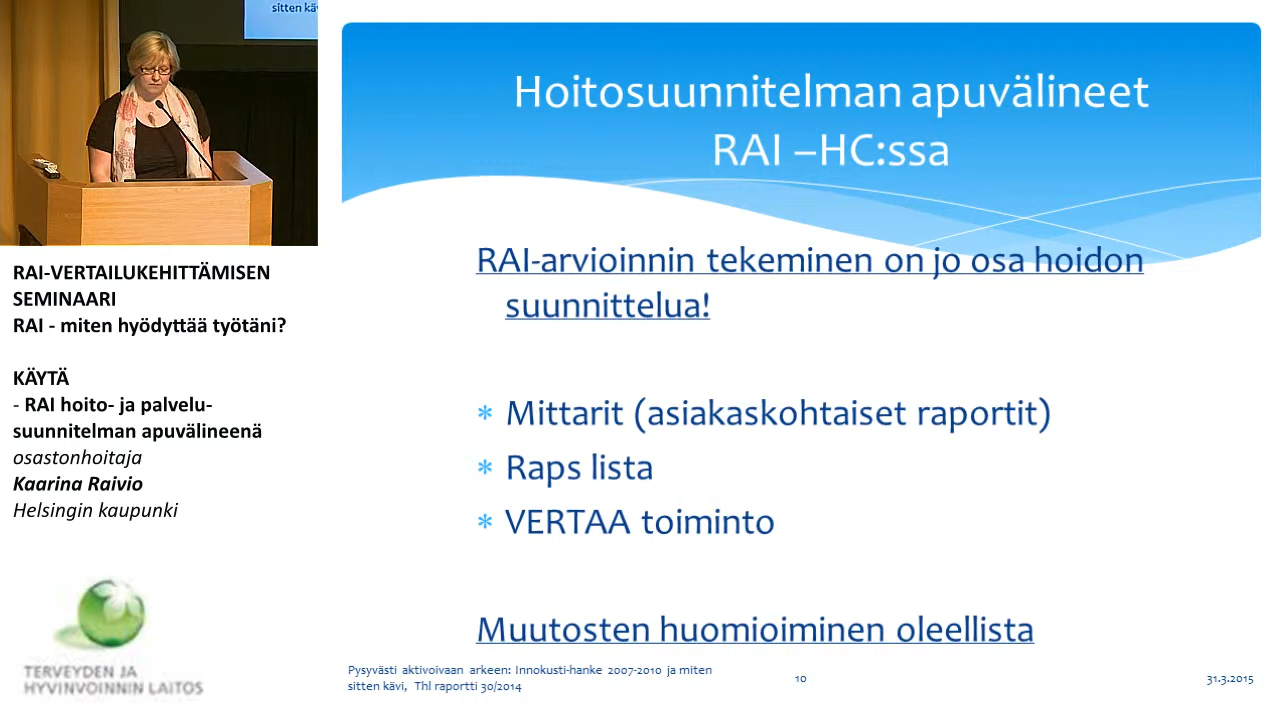 sitten käv
RAI-VERTAILUKEHITTÄMISEN
SEMINAARI
RAI - miten hyödyttää työtäni?
KÄYTÄ
- RAI hoito- ja palvelu-
suunnitelman apuvälineenä
osastonhoitaja
Kaarina Raivio
Helsingin kaupunki
TERVEYDEN JA
HYVINVOINNIN LAITOS
Hoitosuunnitelman apuvälineet
RAI –HC:ssa
RAI-arvioinnin tekeminen on jo osa hoidon
suunnittelua!
* Mittarit (asiakaskohtaiset raportit)
* Raps lista
* VERTAA toiminto
Muutosten huomioiminen oleellista
Pysyvästi aktivoivaan arkeen: Innokusti-hanke 2007-2010 ja miten
sitten kävi, Thl raportti 30/2014
10
31.3.2015